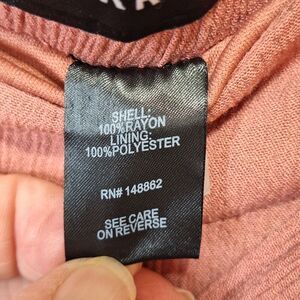 SHELL:
100%RAYON
LINING:
100%POLYESTER
RN# 148862
SEE CARE
ON REVERSE